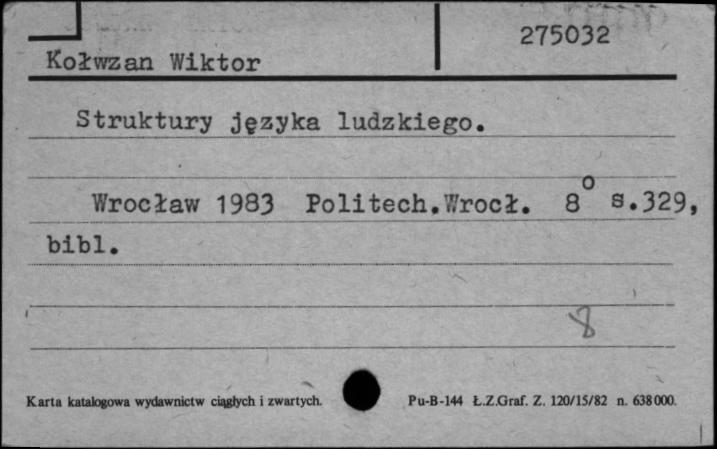 275032
Kołwzan Wiktor
Struktury języka ludzkiego.
Wrocław 1983 Politech.Wrocł. 8° s.329,
bibl.
8
Karta katalogowa wydawnictw ciągłych i zwartych. Pu-B-144 Ł.Z.Graf. Z. 120/15/82 n. 638000.